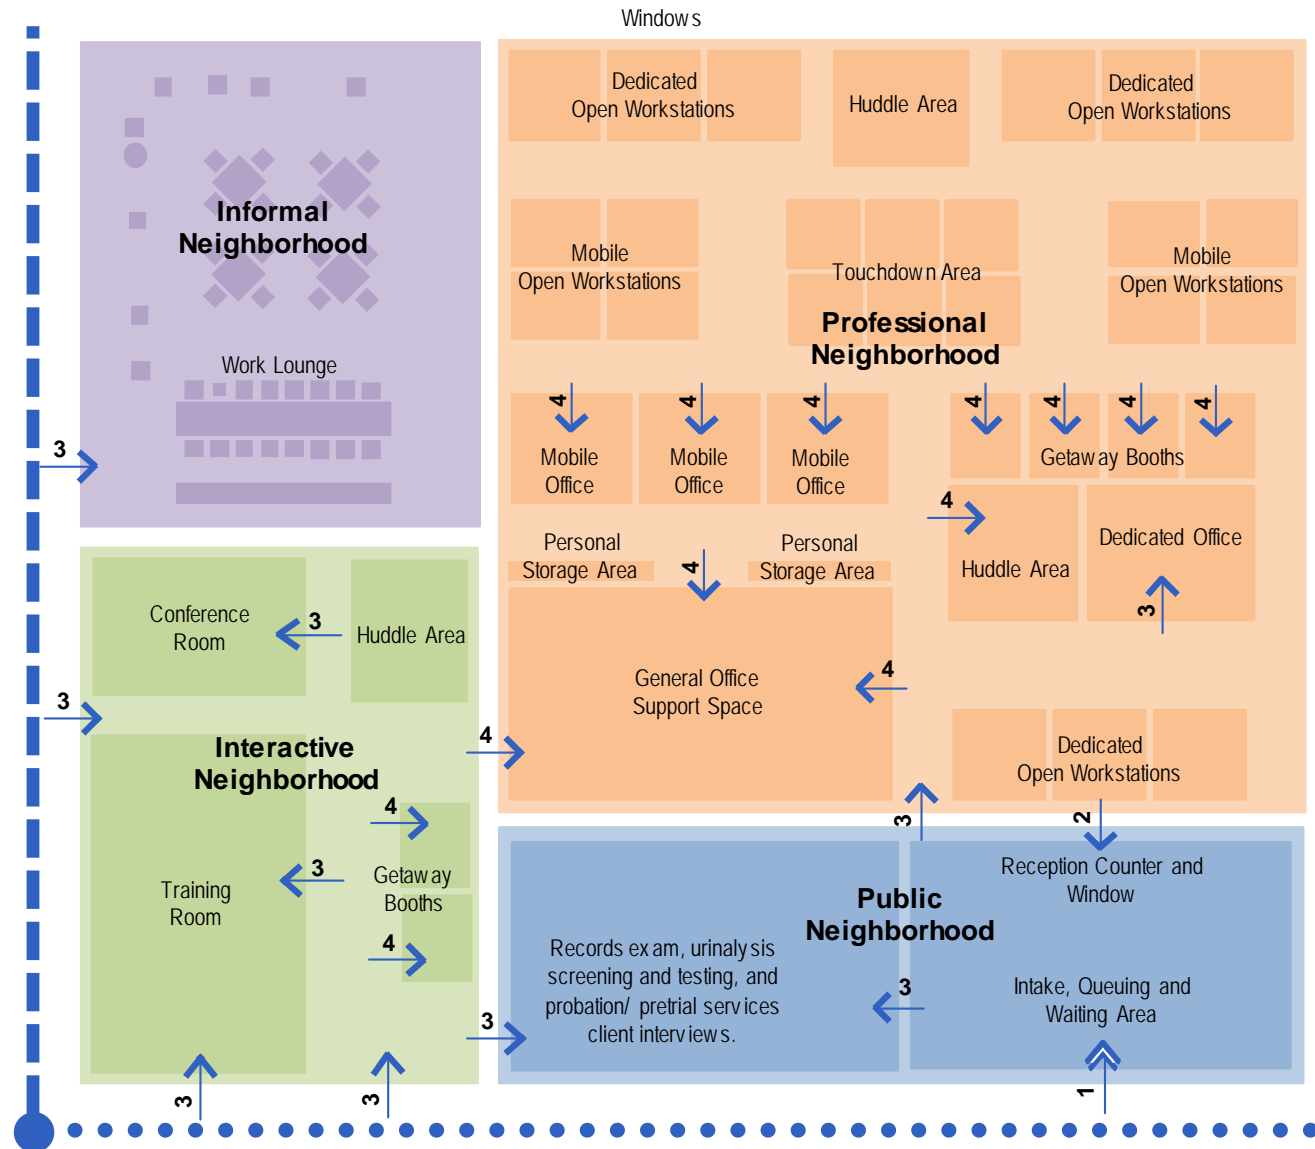 Windows
Dedicated
Open Workstations
Huddle Area
Dedicated
Open Workstations
Informal
Neighborhood
Mobile
Open Workstations
Touchdown Area
Mobile
Open Workstations
Professional
Neighborhood
Work Lounge
3
4
4
4
4
4
4
4
Mobile
Office
Mobile
Office
Mobile
Office
Getaway Booths
4
Huddle Area
Dedicated Office
3
Personal
Storage Area
4
Personal
Storage Area
Conference
Room
3
Huddle Area
General Office
Support Space
4
3
Interactive
Neighborhood
4
Dedicated
Open Workstations
4
3
2
Training
Room
3
Getaway
Booths
4
Reception Counter and
Window
Public
Neighborhood
Records exam, urinalysis
screening and testing, and
probation/ pretrial services
client interviews.
3
Intake, Queuing and
Waiting Area
3
3
3
1